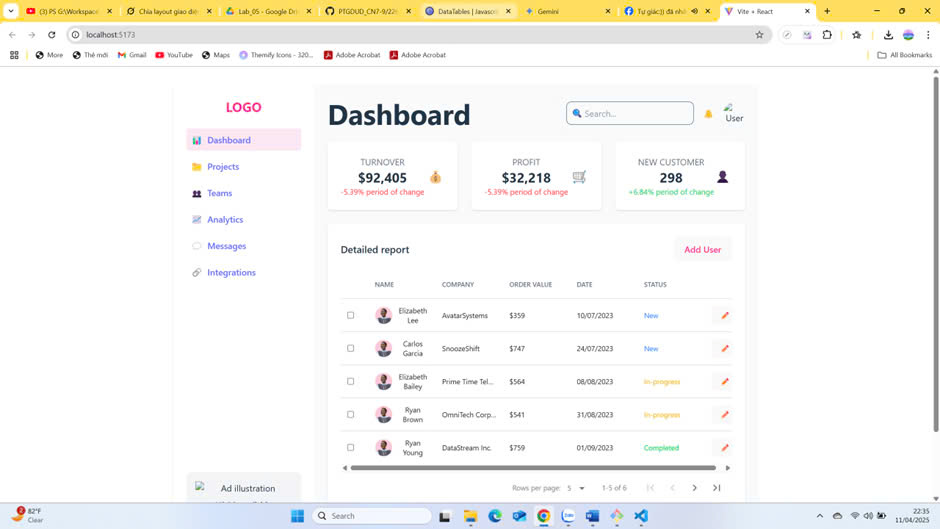 (3) PS G:\Workspace
Chia layout giao diệ
Lab_05 - Google Dri
PTGDUD_CN7-9/22
DataTables | Javascri
Gemini
Tự giác:)) đã nhắ
Vite + React
localhost:5173
More
Thẻ mới
Gmail
YouTube
Maps
Themify Icons - 320...
Adobe Acrobat
Adobe Acrobat
All Bookmarks
LOGO
Dashboard
Projects
Teams
Analytics
Messages
Integrations
Ad illustration
Dashboard
Search...
User
TURNOVER
$92,405
-5.39% period of change
PROFIT
$32,218
-5.39% period of change
NEW CUSTOMER
298
+6.84% period of change
Detailed report
Add User
NAME COMPANY ORDER VALUE DATE STATUS
Elizabeth Lee AvatarSystems $359 10/07/2023 New
Carlos Garcia SnoozeShift $747 24/07/2023 New
Elizabeth Bailey Prime Time Tel... $564 08/08/2023 In-progress
Ryan Brown OmniTech Corp... $541 31/08/2023 In-progress
Ryan Young DataStream Inc. $759 01/09/2023 Completed
Rows per page: 5 1-5 of 6
2
82°F
Clear
Search
22:35
11/04/2025